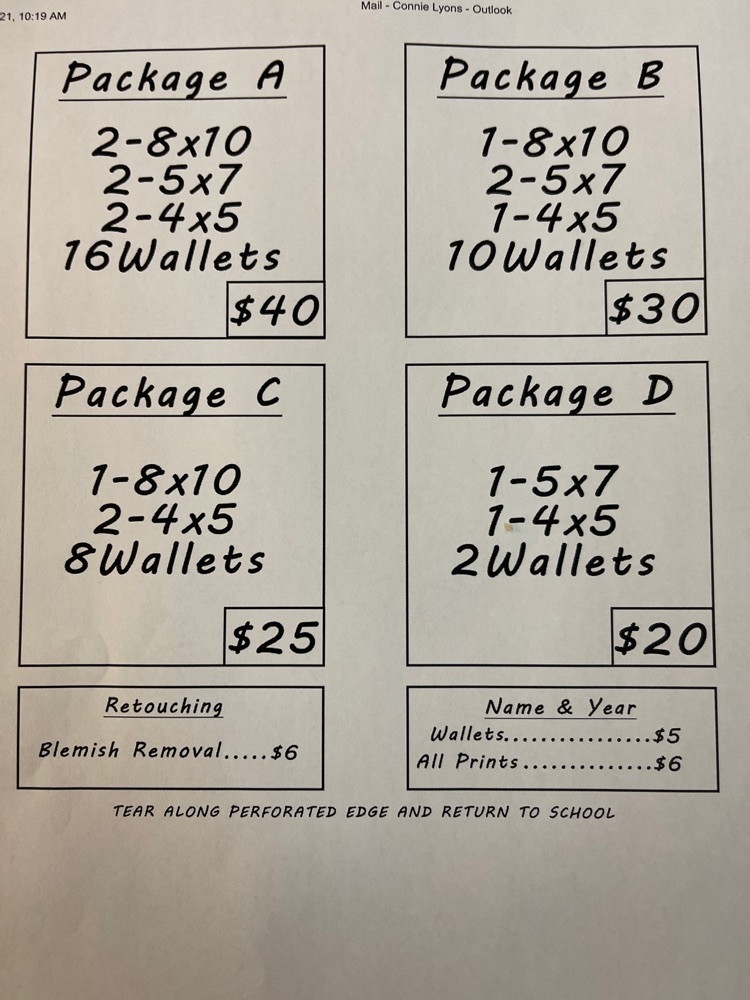 21, 10:19 AM
Mail - Connie Lyons - Outlook
Package A
2-8x10
2-5x7
2-4x5
16Wallets
$40
Package B
1-8x10
2-5x7
1-4x5
10Wallets
$30
Package C
1-8x10
2-4x5
8Wallets
$25
Package D
1-5x7
1-4x5
2Wallets
$20
Retouching
Blemish Removal.....$6
Name & Year
Wallets................$5
All Prints..............$6
TEAR ALONG PERFORATED EDGE AND RETURN TO SCHOOL